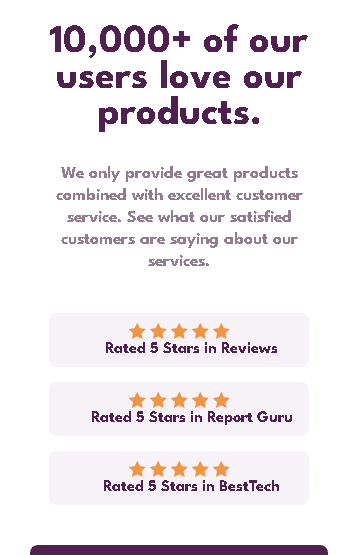 10,000+ of our
users love our
products.
We only provide great products
combined with excellent customer
service. See what our satisfied
customers are saying about our
services.
Rated 5 Stars in Reviews
Rated 5 Stars in Report Guru
Rated 5 Stars in BestTech